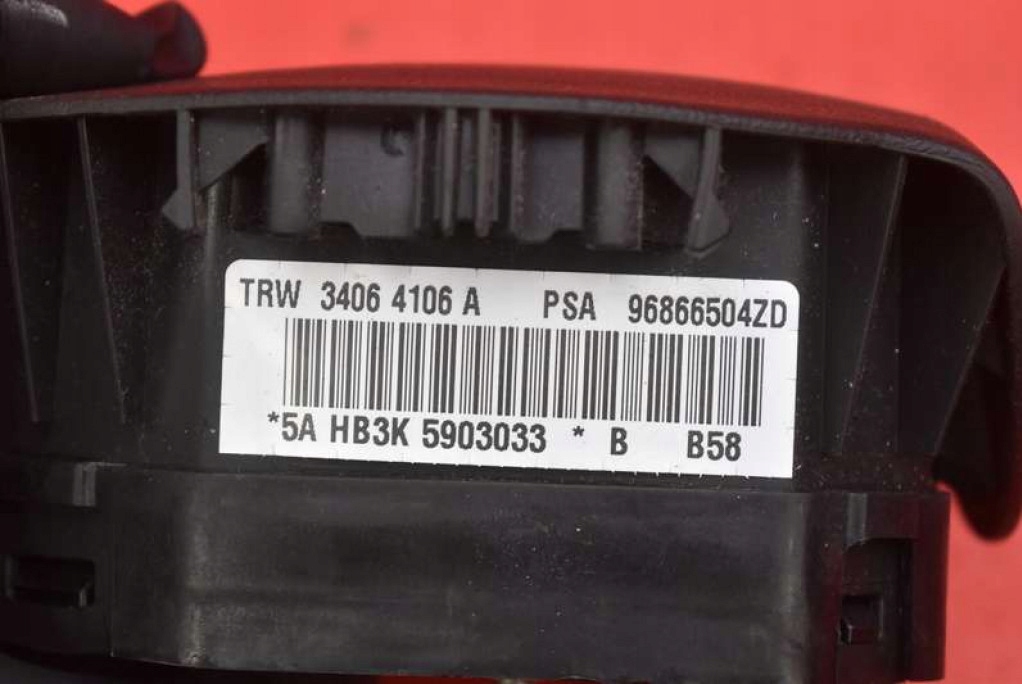 TRW 3406 4106 A PSA 96866504ZD
*5A HB3K 5903033 * B B58